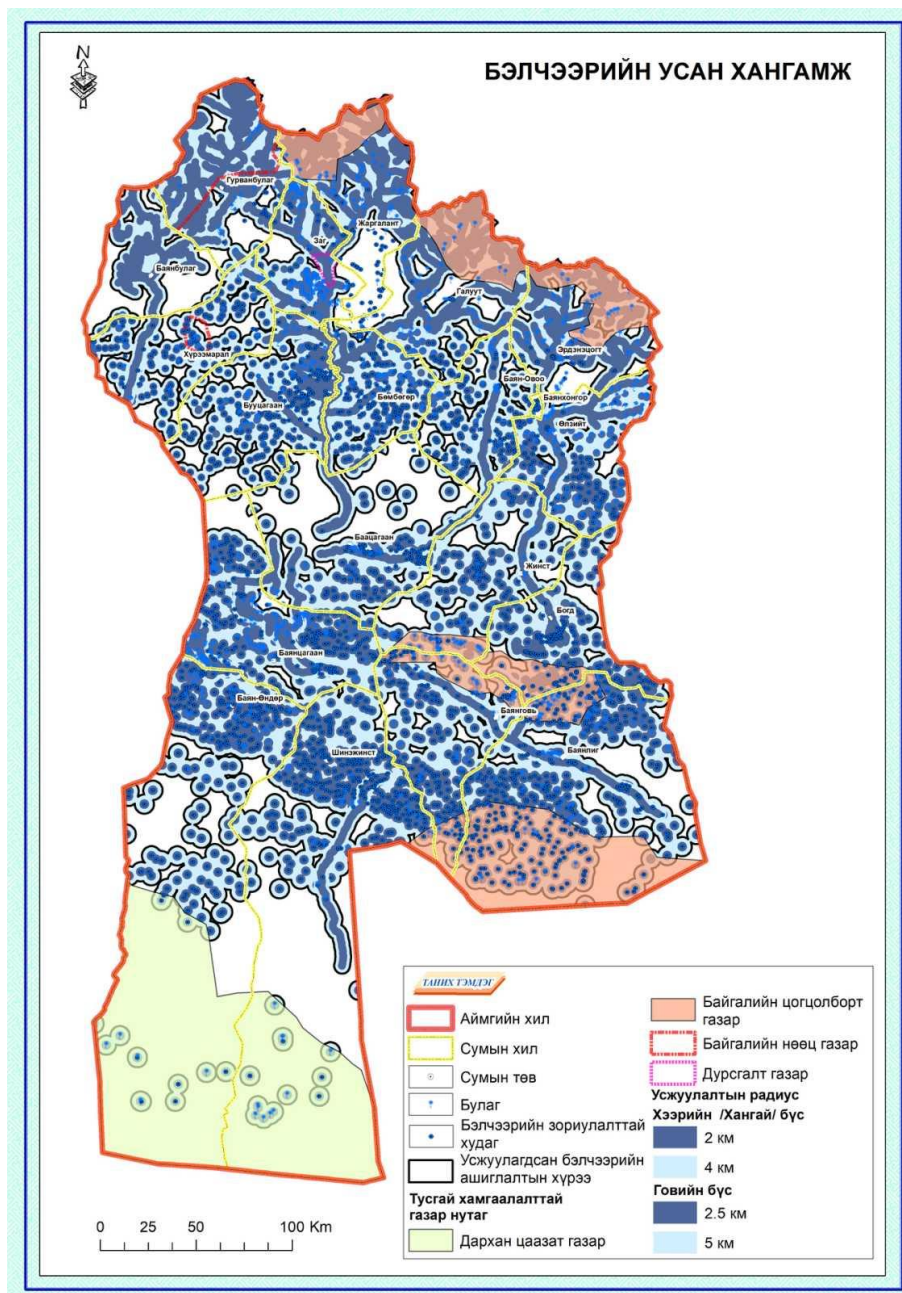 N
БЭЛЧЭЭРИЙН УСАН ХАНГАМЖ
Гурванбулаг
Заг
Жаргалант
Баянбулаг
Галуут
Хүрээмарал
Эрдэнэцогт
Баян-Овоо
Бууцагаан
Бөмбөгөр
Баянхонгор
Өлзийт
Баацагаан
Жинст
Богд
Баянцагаан
Баян-Өндөр
Баянговь
Баянлиг
Шинэжинст
ТАНИХ ТЭМДЭГ
Аймгийн хил
Сумын хил
Сумын төв
Булаг
Бэлчээрийн зориулалттай
худаг
Усжуулагдсан бэлчээрийн
ашиглалтын хүрээ
Тусгай хамгаалалттай
газар нутаг
Дархан цаазат газар
Байгалийн цогцолборт
газар
Байгалийн нөөц газар
Дурсгалт газар
Усжуулалтын радиус
Хээрийн /Хангай/ бүс
2 км
4 км
Говийн бүс
2.5 км
5 км
0 25 50 100 Km